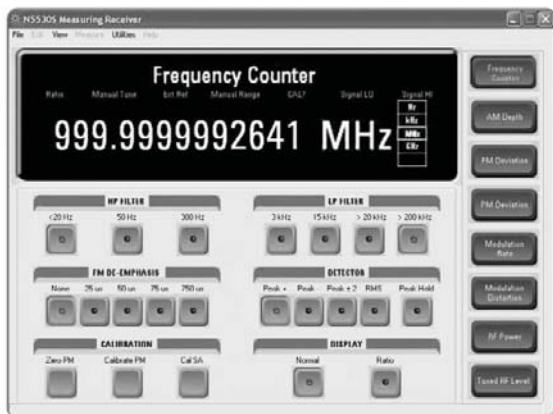 N5530S Measuring Receiver
File Edit View Measure Utilities Help
Frequency Counter
Ratio Manual Tune Ext Ref Manual Range CAL? Signal LO Signal HI
999.9999992641 MHz
Hz
kHz
MHz
GHz
HP FILTER
<20 Hz 50 Hz 300 Hz
LP FILTER
3 kHz 15 kHz > 20 kHz > 200 kHz
FM DE-EMPHASIS
None 25 us 50 us 75 us 750 us
DETECTOR
Peak + Peak - Peak ± 2 RMS Peak Hold
CALIBRATION
Zero PM Calibrate PM Cal SA
DISPLAY
Normal Ratio
Frequency
Counter
AM Depth
FM Deviation
PM Deviation
Modulation
Rate
Modulation
Distortion
RF Power
Tuned RF Level